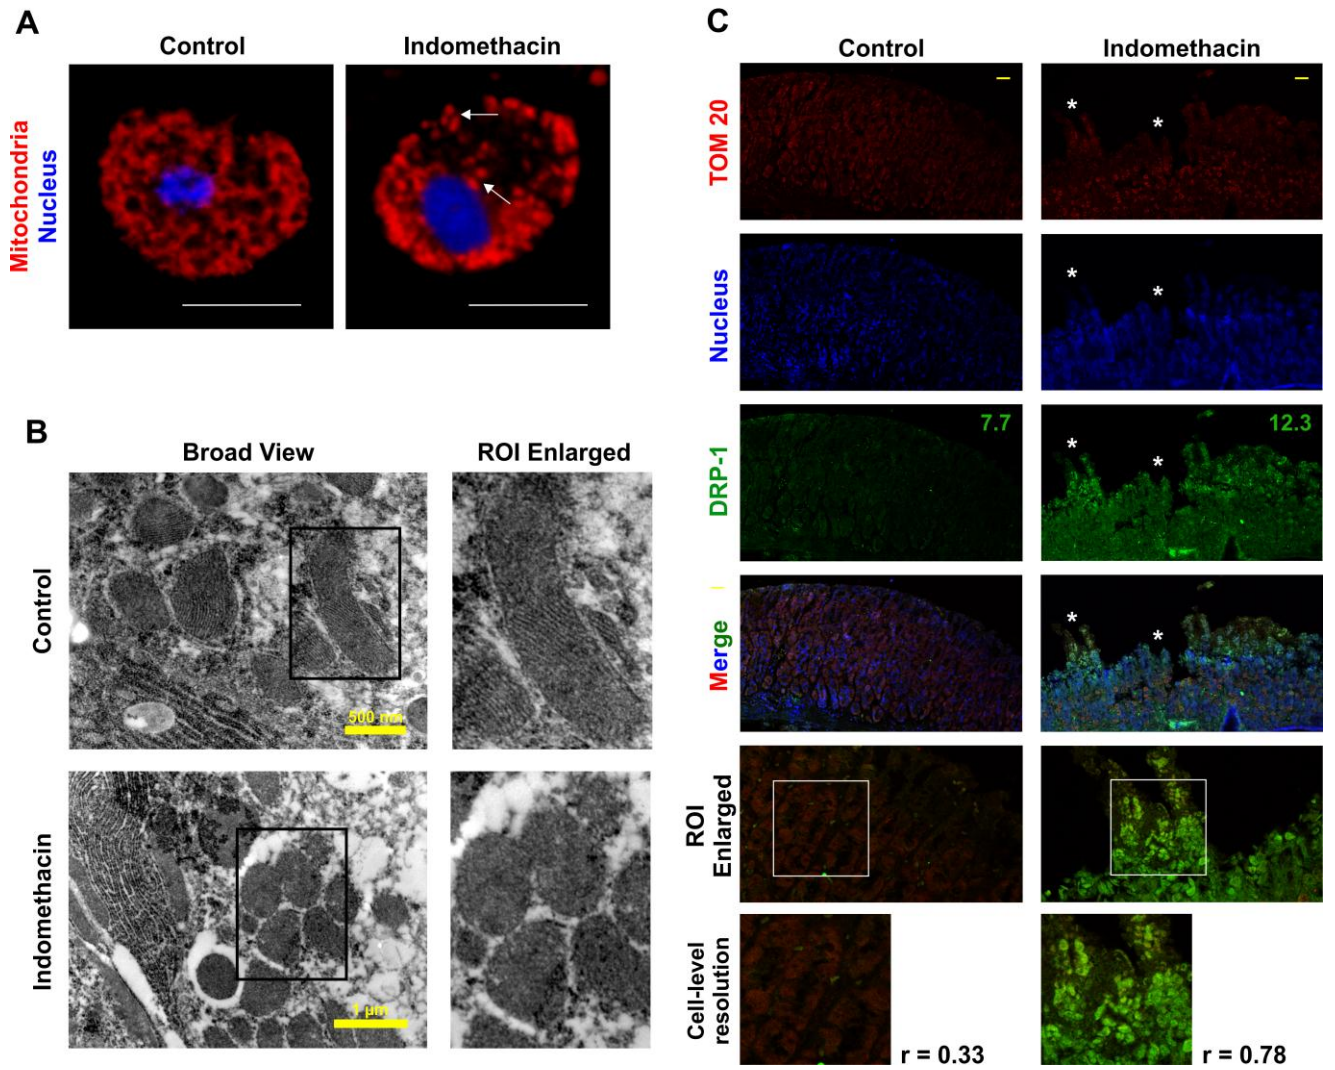 A
Control
Indomethacin
Mitochondria
Nucleus
B
Broad View
ROI Enlarged
Control
500 nm
Indomethacin
1 µm
C
Control
Indomethacin
TOM 20
*
*
Nucleus
*
*
DRP-1
7.7
12.3
*
*
Merge
*
*
ROI
Enlarged
Cell-level
resolution
r = 0.33
r = 0.78